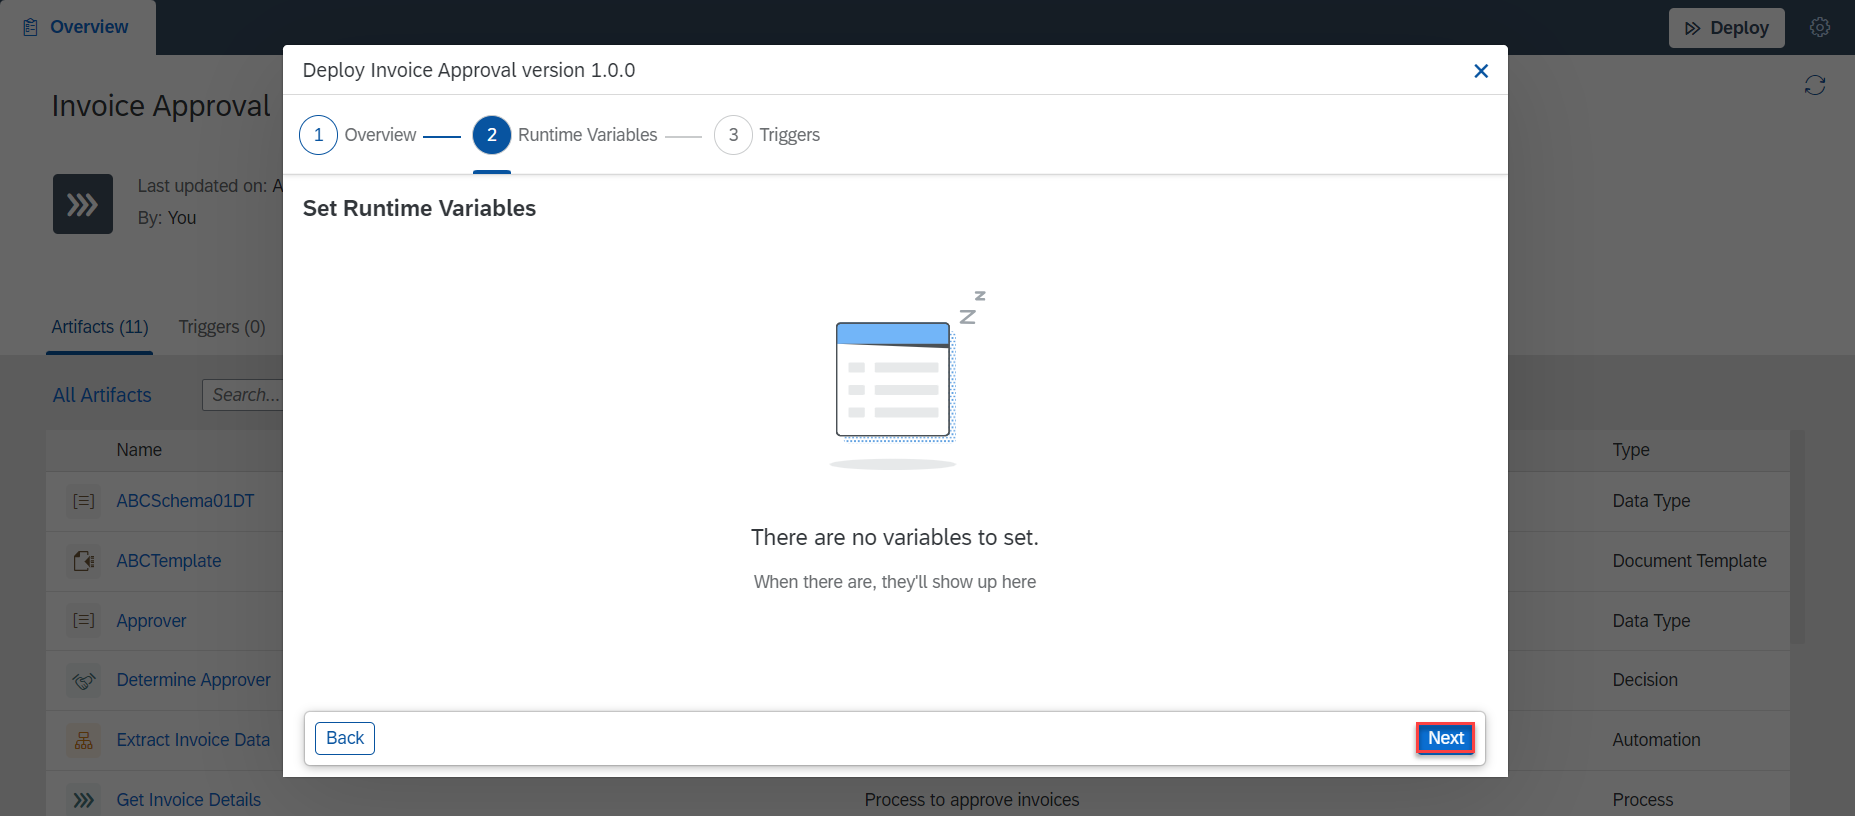 Overview
Deploy
Deploy Invoice Approval version 1.0.0
Invoice Approval
1 Overview
2 Runtime Variables
3 Triggers
Last updated on: A
By: You
Set Runtime Variables
z
Z
Artifacts (11)
Triggers (0)
All Artifacts
Search...
Name
Type
ABCSchema01DT
Data Type
There are no variables to set.
ABCTemplate
Document Template
When there are, they'll show up here
Approver
Data Type
Determine Approver
Decision
Back
Next
Extract Invoice Data
Automation
Get Invoice Details
Process to approve invoices
Process